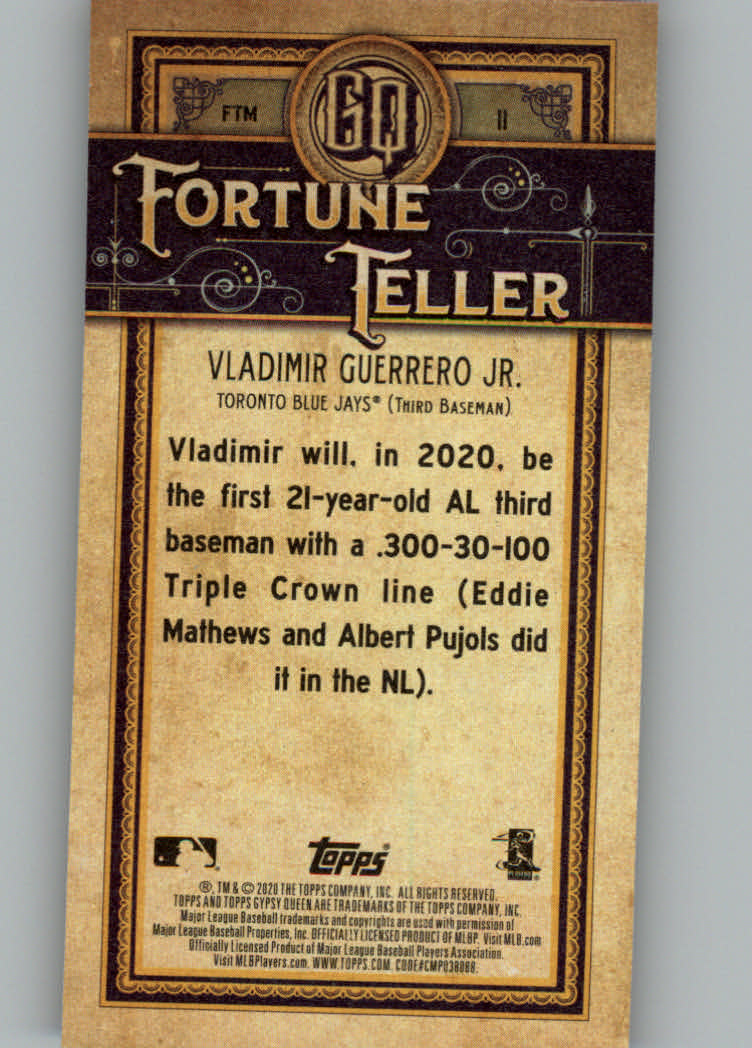 FTM
GQ
11
FORTUNE
TELLER
VLADIMIR GUERRERO JR.
TORONTO BLUE JAYS® (THIRD BASEMAN)
Vladimir will, in 2020, be
the first 21-year-old AL third
baseman with a .300-30-100
Triple Crown line (Eddie
Mathews and Albert Pujols did
it in the NL).
topps®
PLAYERS
®, TM & © 2020 THE TOPPS COMPANY, INC. ALL RIGHTS RESERVED.
TOPPS AND TOPPS GYPSY QUEEN ARE TRADEMARKS OF THE TOPPS COMPANY, INC.
Major League Baseball trademarks and copyrights are used with permission of
Major League Baseball Properties, Inc. OFFICIALLY LICENSED PRODUCT OF MLBP. Visit MLB.com
Officially Licensed Product of Major League Baseball Players Association.
Visit MLBPlayers.com. WWW.TOPPS.COM. CODE#CMP038088.